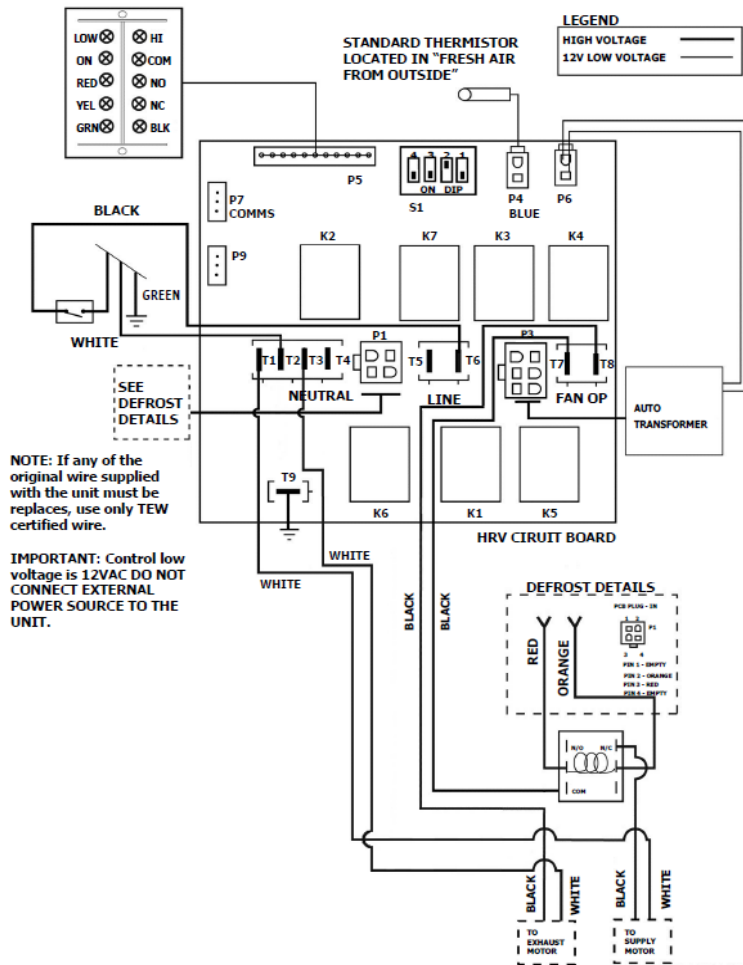 LEGEND
HIGH VOLTAGE
12V LOW VOLTAGE
LOW HI
ON COM
RED NO
YEL NC
GRN BLK
STANDARD THERMISTOR
LOCATED IN "FRESH AIR
FROM OUTSIDE"
P5
4 3 2 1
ON DIP
S1
P4
BLUE
P6
P7
COMMS
P9
K2
K7
K3
K4
BLACK
GREEN
WHITE
T1
T2
T3
T4
P1
T5
T6
P3
T7
T8
NEUTRAL
LINE
FAN OP
SEE
DEFROST
DETAILS
AUTO
TRANSFORMER
T9
K6
K1
K5
HRV CIRUIT BOARD
NOTE: If any of the
original wire supplied
with the unit must be
replaces, use only TEW
certified wire.
IMPORTANT: Control low
voltage is 12VAC DO NOT
CONNECT EXTERNAL
POWER SOURCE TO THE
UNIT.
WHITE
WHITE
BLACK
BLACK
DEFROST DETAILS
RED
ORANGE
PCB PLUG - IN
1 2
P1
3 4
PIN 1 - EMPTY
PIN 2 - ORANGE
PIN 3 - RED
PIN 4 - EMPTY
N/O N/C
COM
BLACK
WHITE
BLACK
WHITE
TO
EXHAUST
MOTOR
TO
SUPPLY
MOTOR